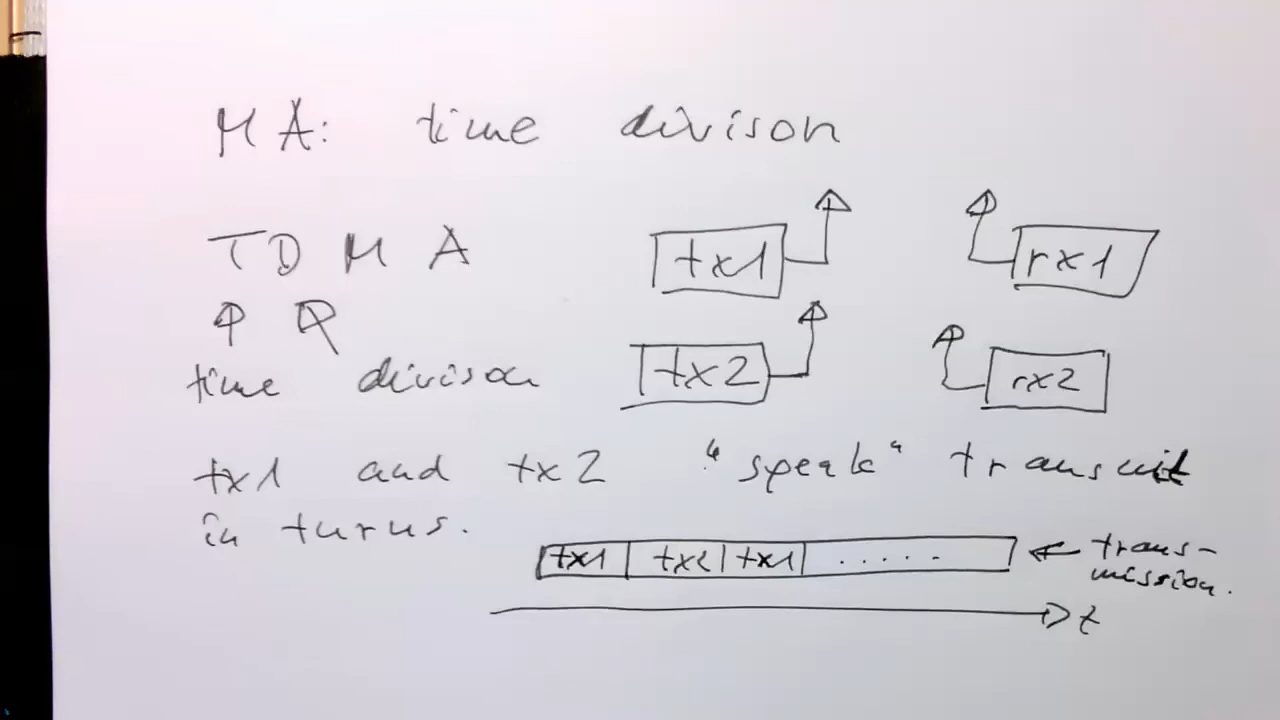 MA: time divison
TDMA
tx1
rx1
time divison
tx2
rx2
tx1 and tx2 "speak" transmit
in turns.
tx1 tx2 tx1 ..... trans-
mission.
t